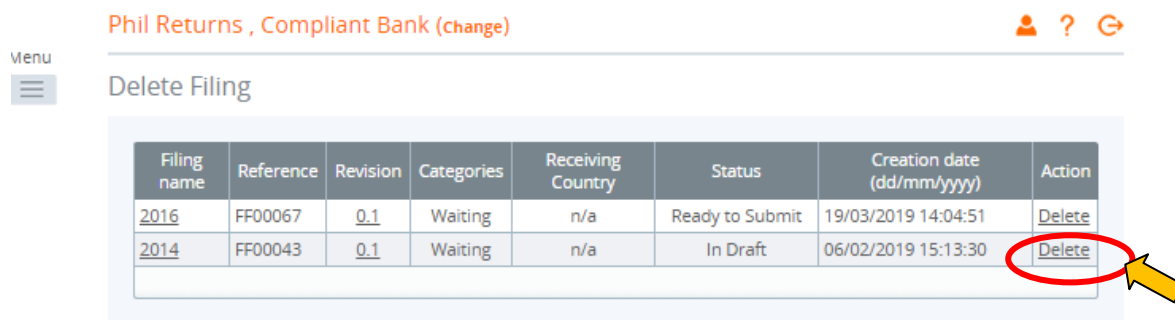 Phil Returns , Compliant Bank (Change)
?
Menu
Delete Filing
Filing name Reference Revision Categories Receiving Country Status Creation date (dd/mm/yyyy) Action
2016 FF00067 0.1 Waiting n/a Ready to Submit 19/03/2019 14:04:51 Delete
2014 FF00043 0.1 Waiting n/a In Draft 06/02/2019 15:13:30 Delete